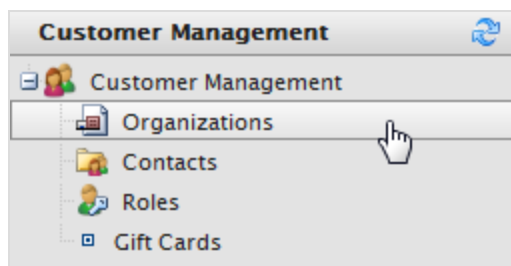 Customer Management
Customer Management
Organizations
Contacts
Roles
Gift Cards